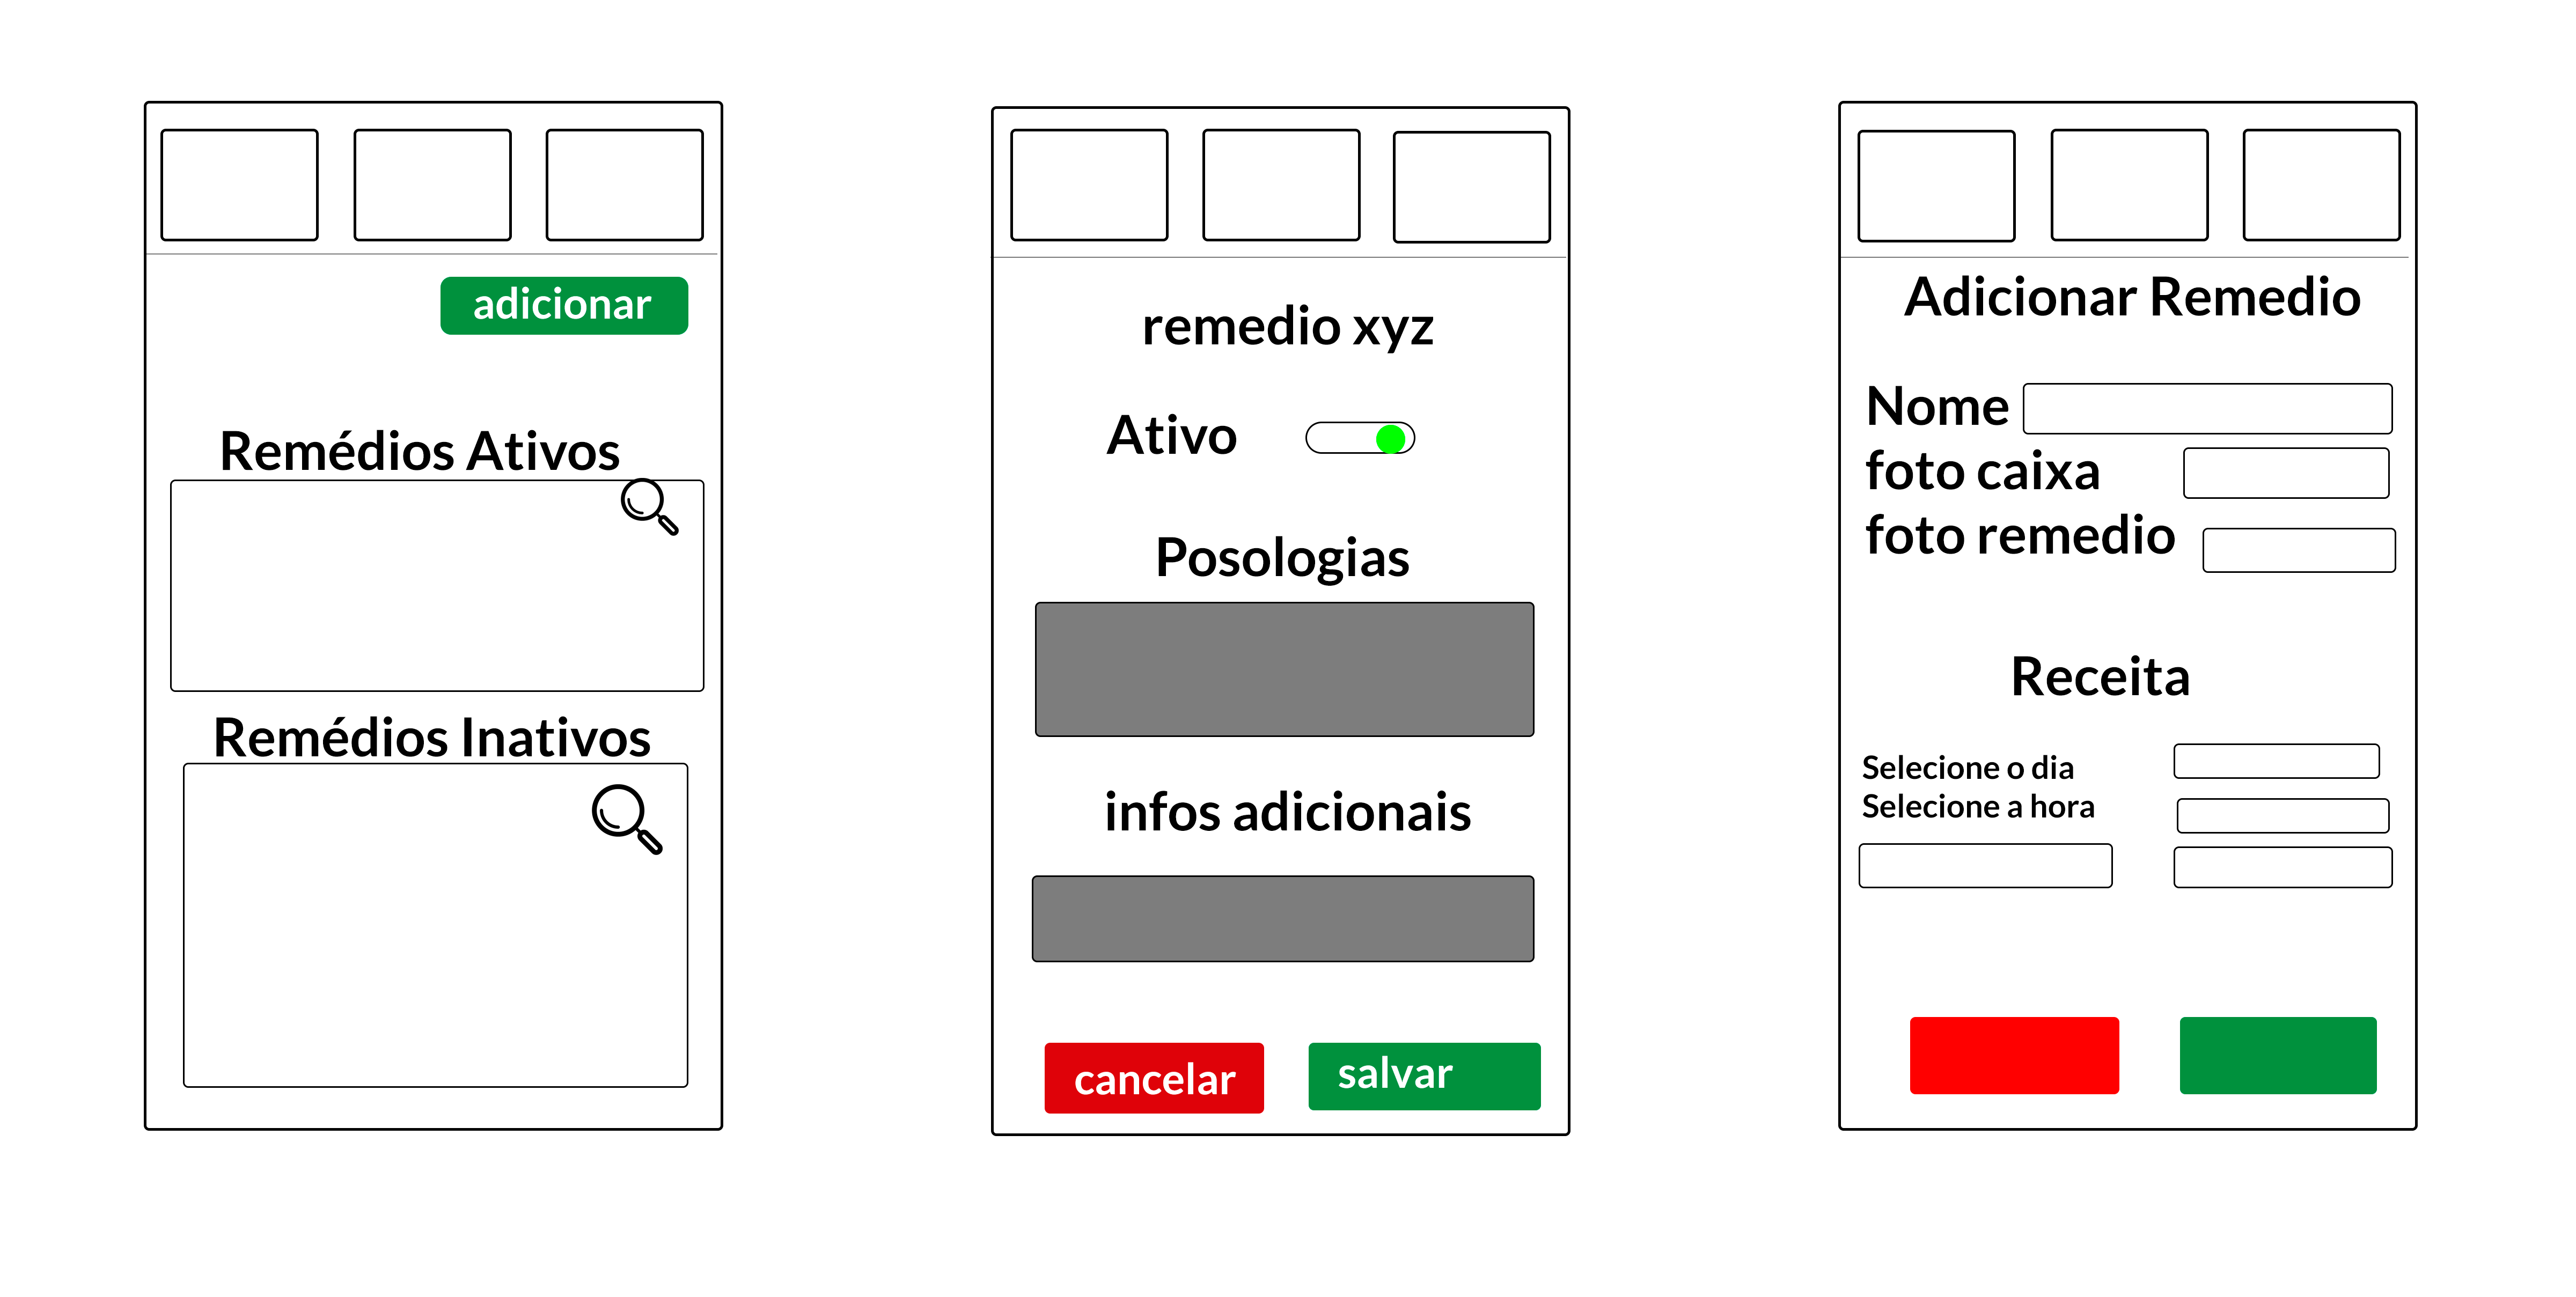 adicionar
Remédios Ativos
Remédios Inativos
remedio xyz
Ativo
Posologias
infos adicionais
cancelar
salvar
Adicionar Remedio
Nome
foto caixa
foto remedio
Receita
Selecione o dia
Selecione a hora